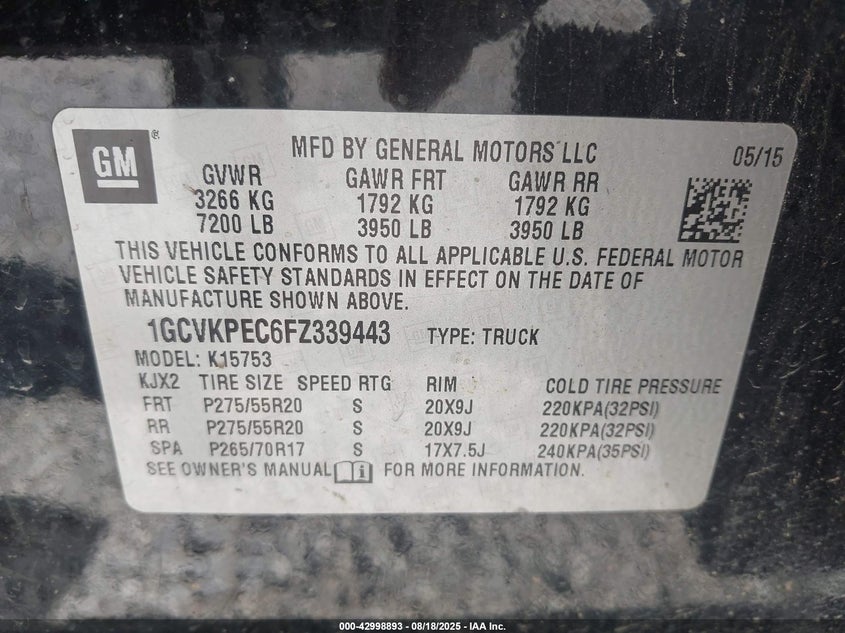 GM ®
MFD BY GENERAL MOTORS LLC 05/15
GVWR GAWR FRT GAWR RR
3266 KG 1792 KG 1792 KG
7200 LB 3950 LB 3950 LB
THIS VEHICLE CONFORMS TO ALL APPLICABLE U.S. FEDERAL MOTOR
VEHICLE SAFETY STANDARDS IN EFFECT ON THE DATE OF
MANUFACTURE SHOWN ABOVE.
1GCVKPEC6FZ339443 TYPE: TRUCK
MODEL: K15753
KJX2 TIRE SIZE SPEED RTG RIM COLD TIRE PRESSURE
FRT P275/55R20 S 20X9J 220KPA(32PSI)
RR P275/55R20 S 20X9J 220KPA(32PSI)
SPA P265/70R17 S 17X7.5J 240KPA(35PSI)
SEE OWNER'S MANUAL FOR MORE INFORMATION.
000-42998893 - 08/18/2025 - IAA Inc.